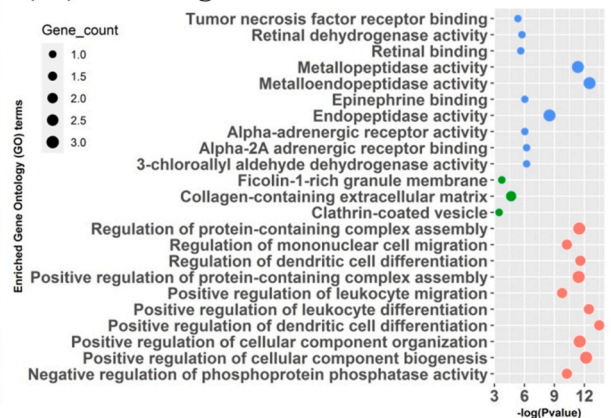 Gene_count
1.0
1.5
2.0
2.5
3.0
Enriched Gene Ontology (GO) terms
Tumor necrosis factor receptor binding
Retinal dehydrogenase activity
Retinal binding
Metallopeptidase activity
Metalloendopeptidase activity
Epinephrine binding
Endopeptidase activity
Alpha-adrenergic receptor activity
Alpha-2A adrenergic receptor binding
3-chloroallyl aldehyde dehydrogenase activity
Ficolin-1-rich granule membrane
Collagen-containing extracellular matrix
Clathrin-coated vesicle
Regulation of protein-containing complex assembly
Regulation of mononuclear cell migration
Regulation of dendritic cell differentiation
Positive regulation of protein-containing complex assembly
Positive regulation of leukocyte migration
Positive regulation of leukocyte differentiation
Positive regulation of dendritic cell differentiation
Positive regulation of cellular component organization
Positive regulation of cellular component biogenesis
Negative regulation of phosphoprotein phosphatase activity
3 6 9 12
-log(Pvalue)